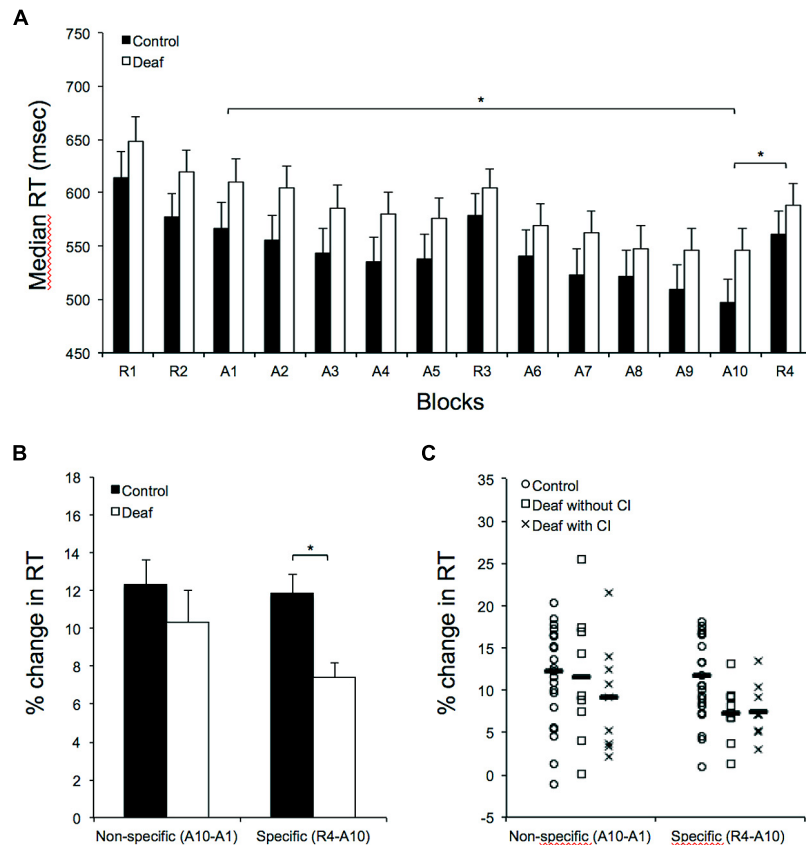 A
750
700
650
600
550
500
450
Median RT (msec)
Control
Deaf
*
*
R1 R2 A1 A2 A3 A4 A5 R3 A6 A7 A8 A9 A10 R4
Blocks
B
18
16
14
12
10
8
6
4
2
0
% change in RT
Control
Deaf
*
Non-specific (A10-A1) Specific (R4-A10)
C
35
30
25
20
15
10
5
0
-5
% change in RT
Control
Deaf without CI
Deaf with CI
Non-specific (A10-A1) Specific (R4-A10)